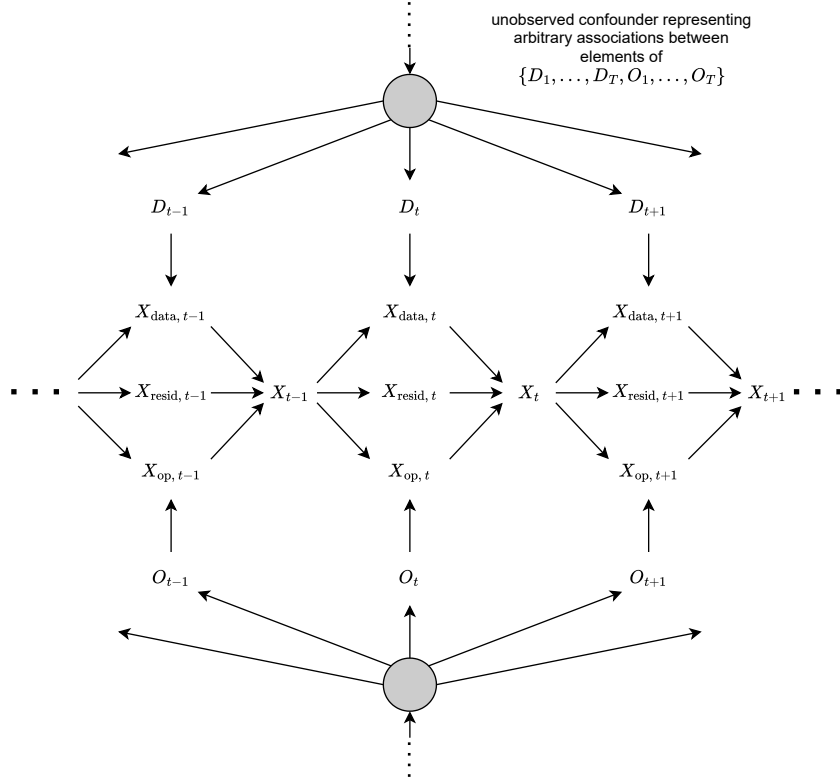 unobserved confounder representing
arbitrary associations between
elements of
{D_1, . . . , D_T, O_1, . . . , O_T}
D_{t−1} D_t D_{t+1}
X_{data, t−1} X_{data, t} X_{data, t+1}
X_{resid, t−1} X_{t−1} X_{resid, t} X_t X_{resid, t+1} X_{t+1}
X_{op, t−1} X_{op, t} X_{op, t+1}
O_{t−1} O_t O_{t+1}